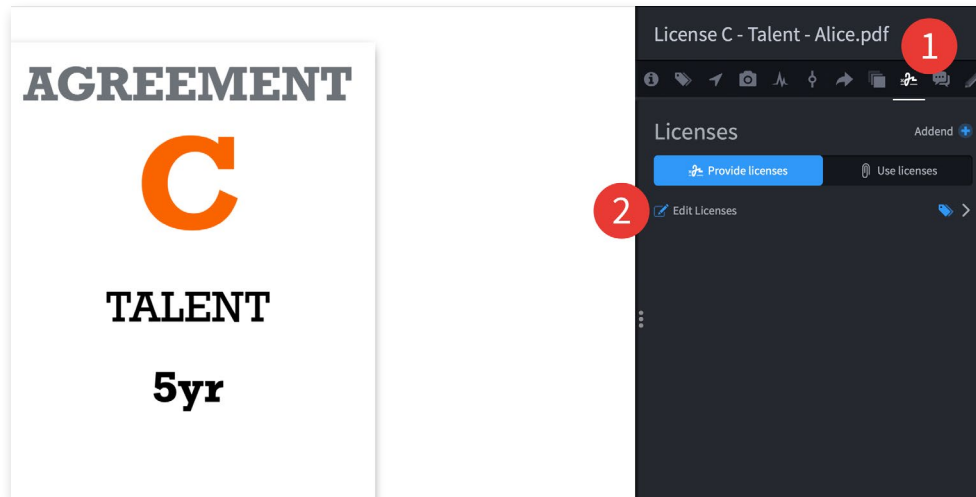 AGREEMENT
C
TALENT
5yr
License C - Talent - Alice.pdf
1
Licenses
Addend
Provide licenses
Use licenses
2
Edit Licenses